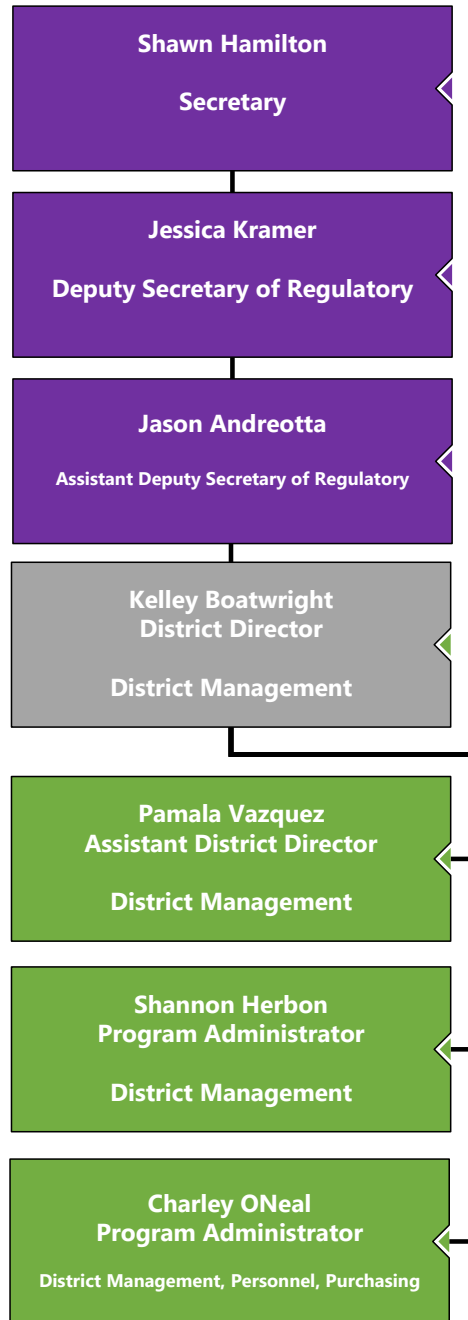 Shawn Hamilton
Secretary
Jessica Kramer
Deputy Secretary of Regulatory
Jason Andreotta
Assistant Deputy Secretary of Regulatory
Kelley Boatwright
District Director
District Management
Pamala Vazquez
Assistant District Director
District Management
Shannon Herbon
Program Administrator
District Management
Charley ONeal
Program Administrator
District Management, Personnel, Purchasing